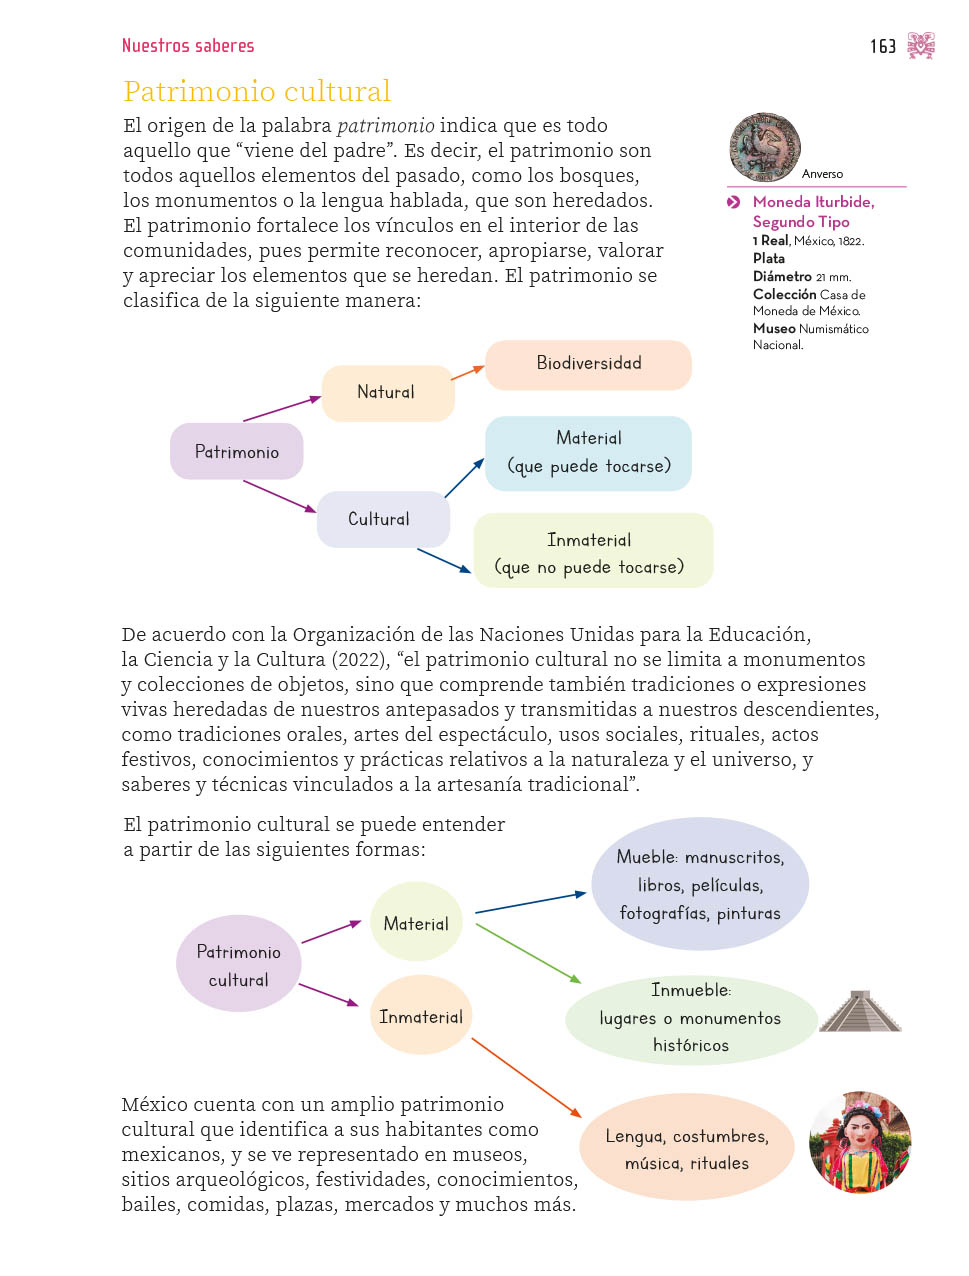 Nuestros saberes
163
Patrimonio cultural
El origen de la palabra patrimonio indica que es todo
aquello que “viene del padre”. Es decir, el patrimonio son
todos aquellos elementos del pasado, como los bosques,
los monumentos o la lengua hablada, que son heredados.
El patrimonio fortalece los vínculos en el interior de las
comunidades, pues permite reconocer, apropiarse, valorar
y apreciar los elementos que se heredan. El patrimonio se
clasifica de la siguiente manera:
Anverso
Moneda Iturbide,
Segundo Tipo
1 Real, México, 1822.
Plata
Diámetro 21 mm.
Colección Casa de
Moneda de México.
Museo Numismático
Nacional.
Patrimonio
Natural
Biodiversidad
Cultural
Material
(que puede tocarse)
Inmaterial
(que no puede tocarse)
De acuerdo con la Organización de las Naciones Unidas para la Educación,
la Ciencia y la Cultura (2022), “el patrimonio cultural no se limita a monumentos
y colecciones de objetos, sino que comprende también tradiciones o expresiones
vivas heredadas de nuestros antepasados y transmitidas a nuestros descendientes,
como tradiciones orales, artes del espectáculo, usos sociales, rituales, actos
festivos, conocimientos y prácticas relativos a la naturaleza y el universo, y
saberes y técnicas vinculados a la artesanía tradicional”.
El patrimonio cultural se puede entender
a partir de las siguientes formas:
Patrimonio
cultural
Material
Inmaterial
Mueble: manuscritos,
libros, películas,
fotografías, pinturas
Inmueble:
lugares o monumentos
históricos
Lengua, costumbres,
música, rituales
México cuenta con un amplio patrimonio
cultural que identifica a sus habitantes como
mexicanos, y se ve representado en museos,
sitios arqueológicos, festividades, conocimientos,
bailes, comidas, plazas, mercados y muchos más.